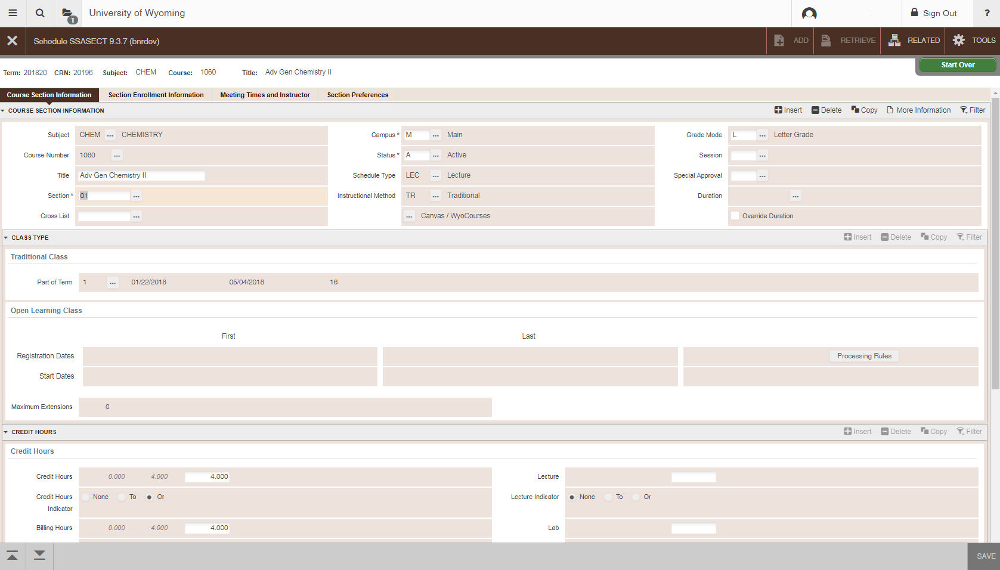 1 University of Wyoming Sign Out ?
Schedule SSASECT 9.3.7 (bnrdev) ADD RETRIEVE RELATED TOOLS
Start Over
Term: 201820 CRN: 20196 Subject: CHEM Course: 1060 Title: Adv Gen Chemistry II
Course Section Information Section Enrollment Information Meeting Times and Instructor Section Preferences
COURSE SECTION INFORMATION Insert Delete Copy More Information Filter
Subject CHEM ... CHEMISTRY Campus * M ... Main Grade Mode L ... Letter Grade
Course Number 1060 ... Status * A ... Active Session ...
Title Adv Gen Chemistry II Schedule Type LEC ... Lecture Special Approval ...
Section * 01 ... Instructional Method TR ... Traditional Duration ...
Cross List ... ... Canvas / WyoCourses Override Duration
CLASS TYPE Insert Delete Copy Filter
Traditional Class
Part of Term 1 ... 01/22/2018 05/04/2018 16
Open Learning Class
First Last
Registration Dates Processing Rules
Start Dates
Maximum Extensions 0
CREDIT HOURS Insert Delete Copy Filter
Credit Hours
Credit Hours 0.000 4.000 4.000 Lecture
Credit Hours None To Or Lecture Indicator None To Or
Indicator
Billing Hours 0.000 4.000 4.000 Lab
SAVE